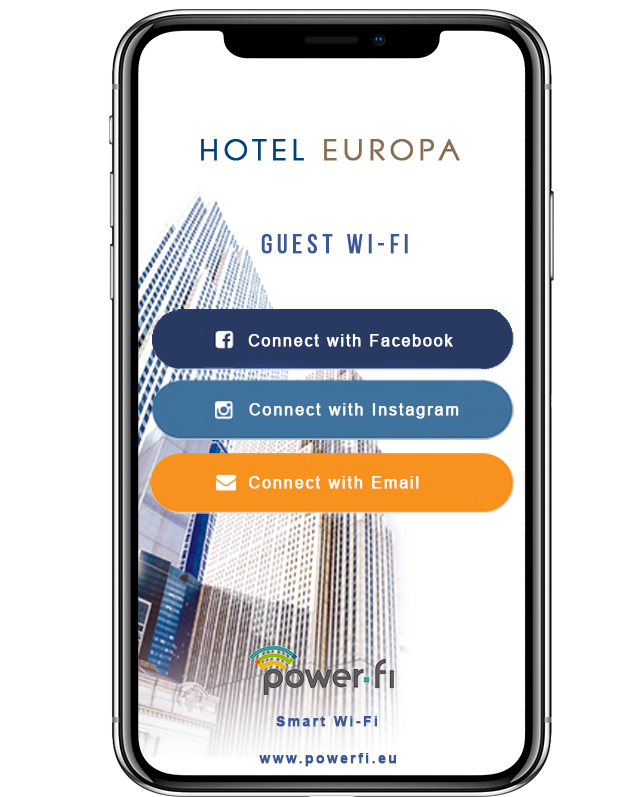 HOTEL EUROPA
GUEST WI-FI
Connect with Facebook
Connect with Instagram
Connect with Email
power-fi
Smart Wi-Fi
www.powerfi.eu